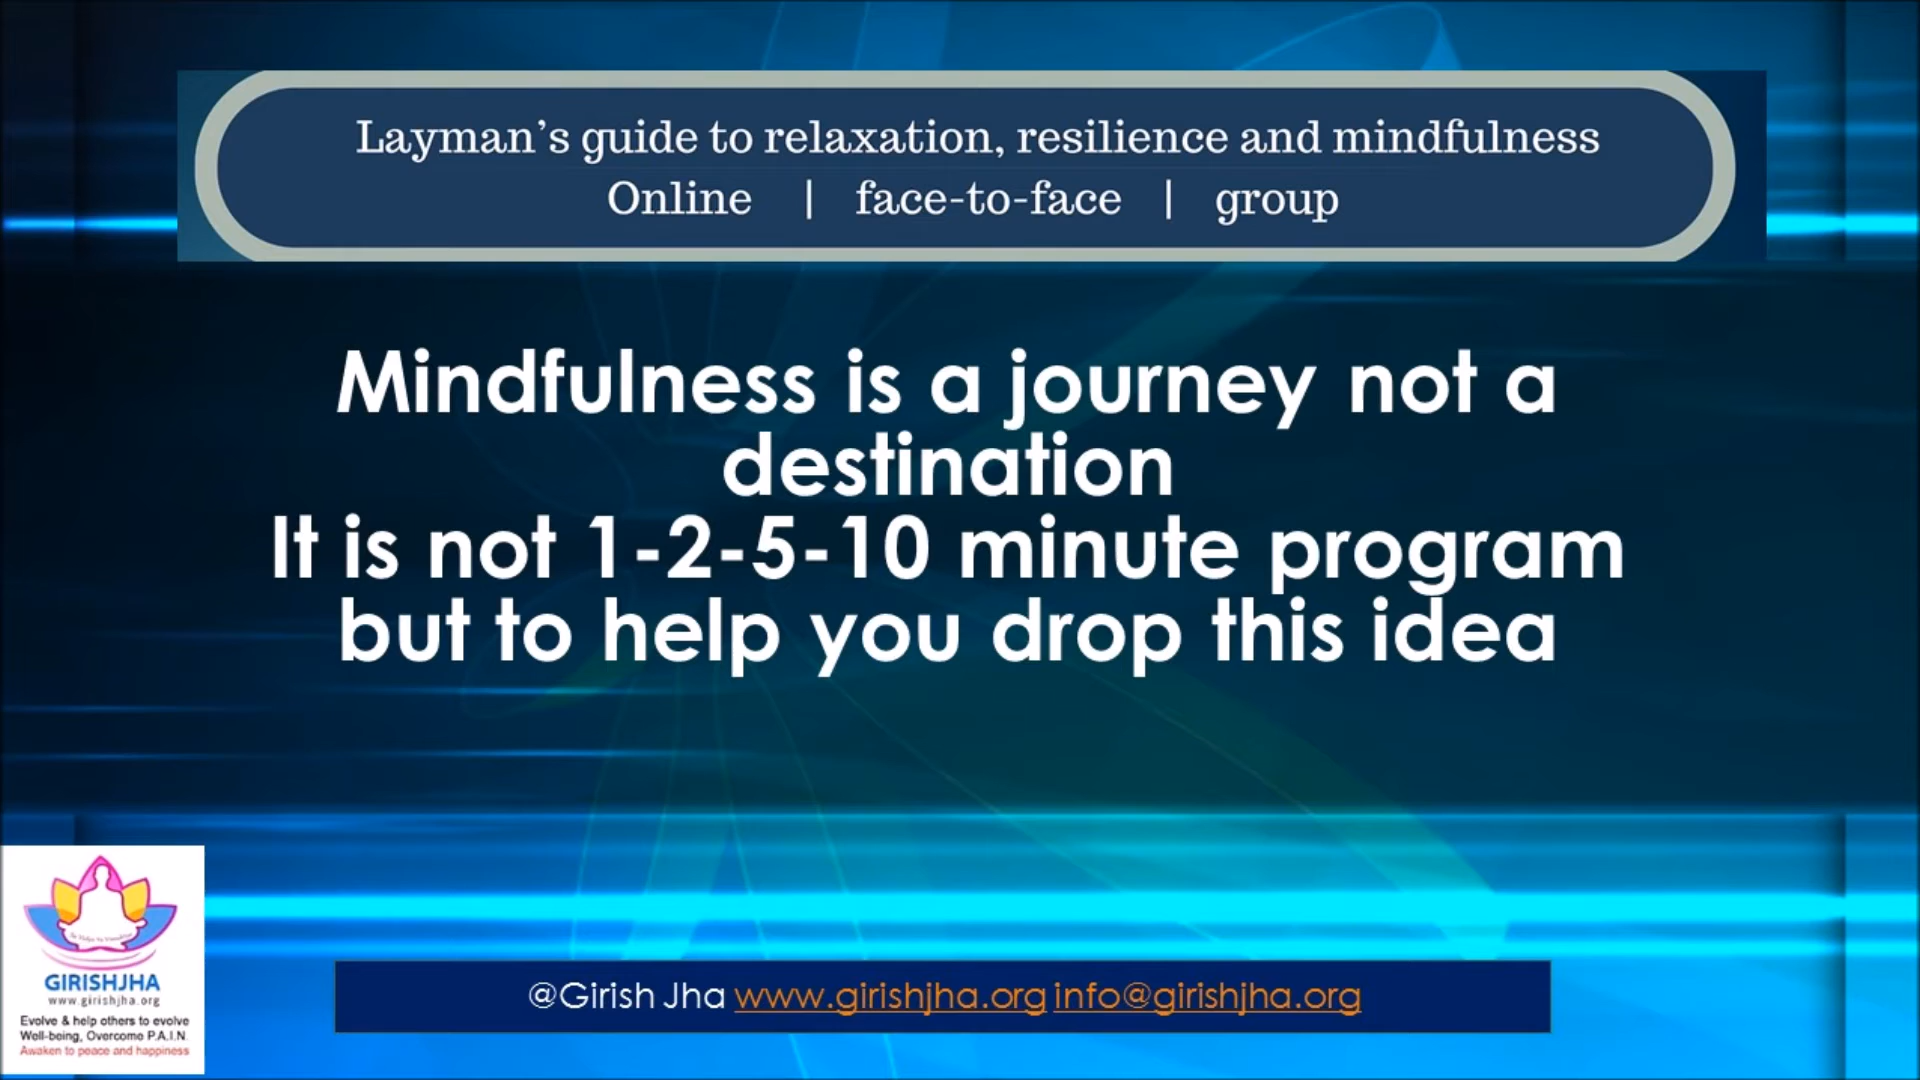 Layman's guide to relaxation, resilience and mindfulness
Online | face-to-face | group
Mindfulness is a journey not a
destination
It is not 1-2-5-10 minute program
but to help you drop this idea
GIRISHJHA
www.girishjha.org
Evolve & help others to evolve
Well-being, Overcome P.A.I.N.
Awaken to peace and happiness
@Girish Jha www.girishjha.org info@girishjha.org